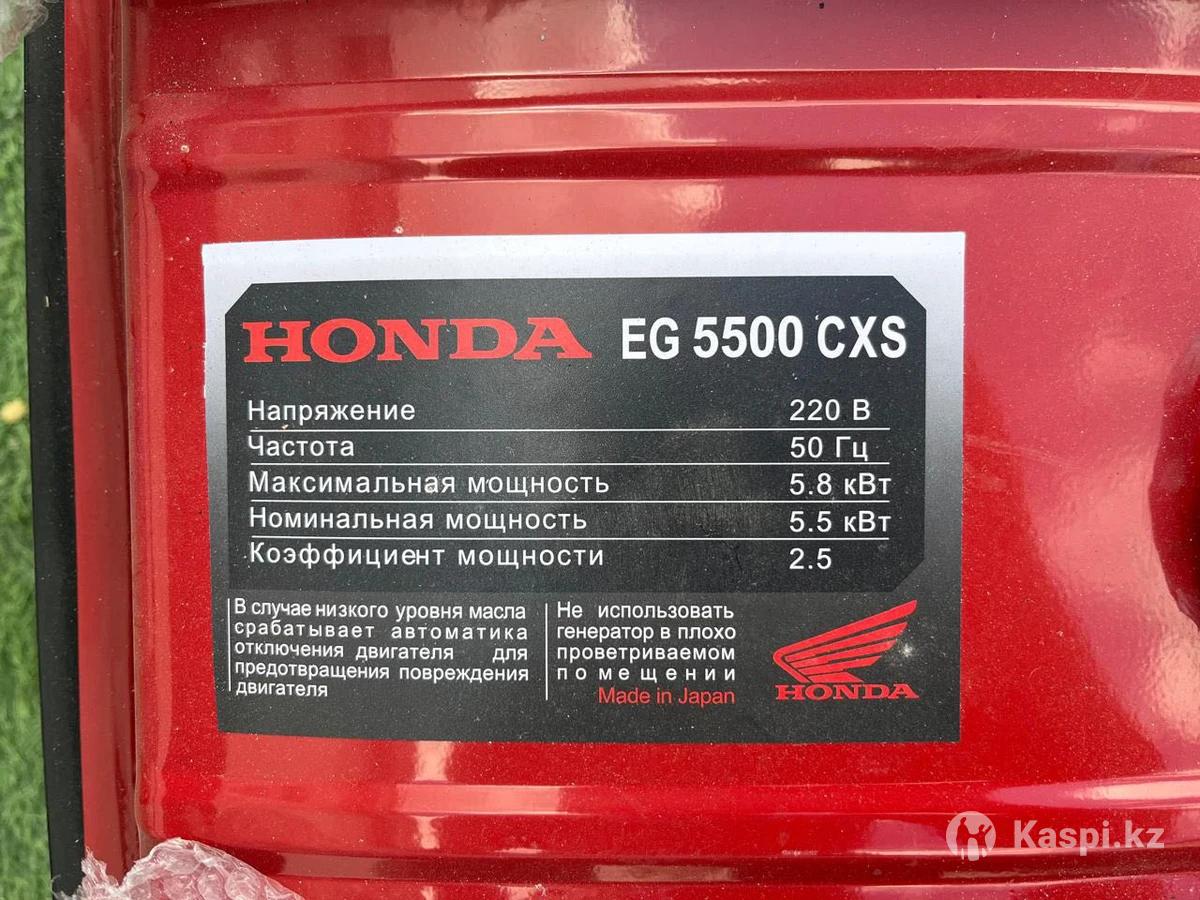 HONDA EG 5500 CXS
Напряжение 220 В
Частота 50 Гц
Максимальная мощность 5.8 кВт
Номинальная мощность 5.5 кВт
Коэффициент мощности 2.5
В случае низкого уровня масла
срабатывает автоматика
отключения двигателя для
предотвращения повреждения
двигателя
Не использовать
генератор в плохо
проветриваемом
помещении
Made in Japan
HONDA
Kaspi.kz